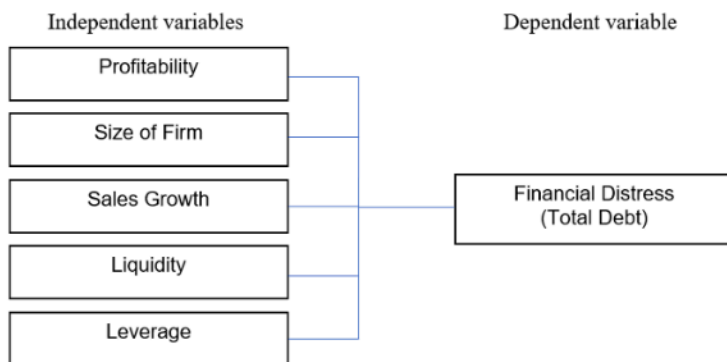 Independent variables
Dependent variable
Profitability
Size of Firm
Sales Growth
Liquidity
Leverage
Financial Distress
(Total Debt)